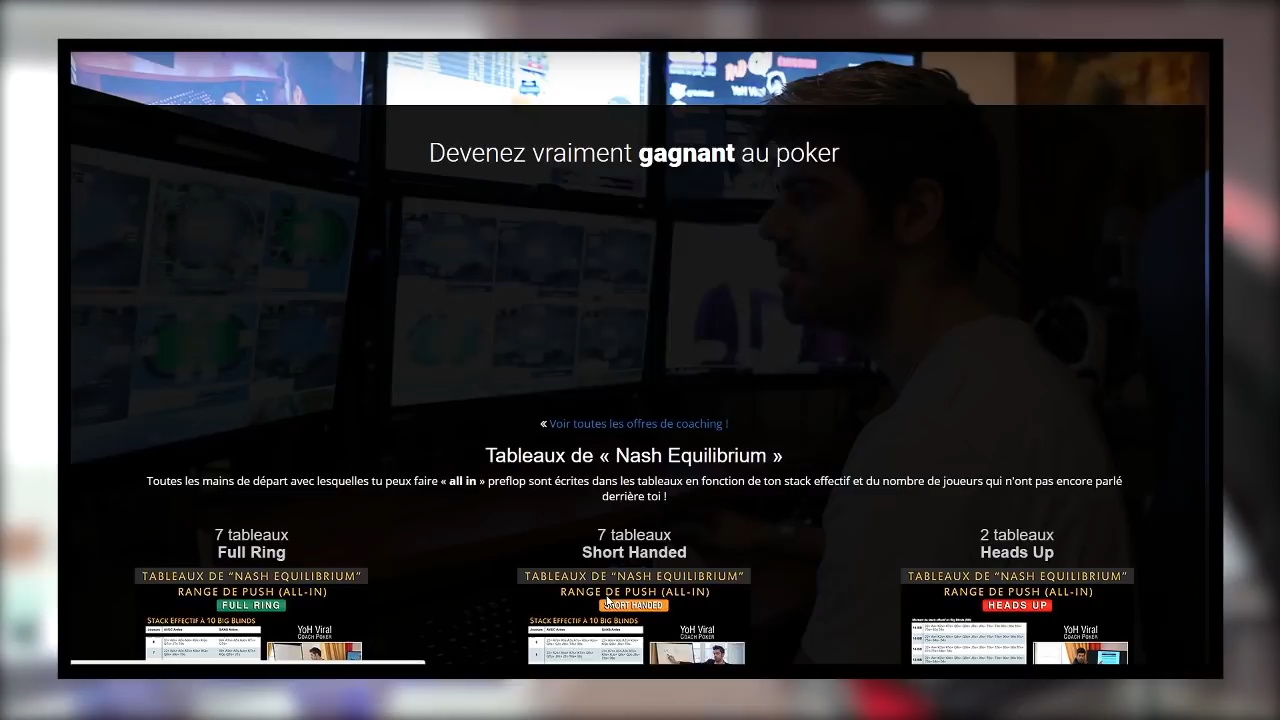 Devenez vraiment gagnant au poker
« Voir toutes les offres de coaching !
Tableaux de « Nash Equilibrium »
Toutes les mains de départ avec lesquelles tu peux faire « all in » preflop sont écrites dans les tableaux en fonction de ton stack effectif et du nombre de joueurs qui n'ont pas encore parlé
derrière toi !
7 tableaux
Full Ring
TABLEAUX DE “NASH EQUILIBRIUM”
RANGE DE PUSH (ALL-IN)
FULL RING
STACK EFFECTIF À 10 BIG BLINDS
YoH Viral
COACH POKER
7 tableaux
Short Handed
TABLEAUX DE “NASH EQUILIBRIUM”
RANGE DE PUSH (ALL-IN)
SHORT HANDED
STACK EFFECTIF À 10 BIG BLINDS
YoH Viral
COACH POKER
2 tableaux
Heads Up
TABLEAUX DE “NASH EQUILIBRIUM”
RANGE DE PUSH (ALL-IN)
HEADS UP
YoH Viral
COACH POKER